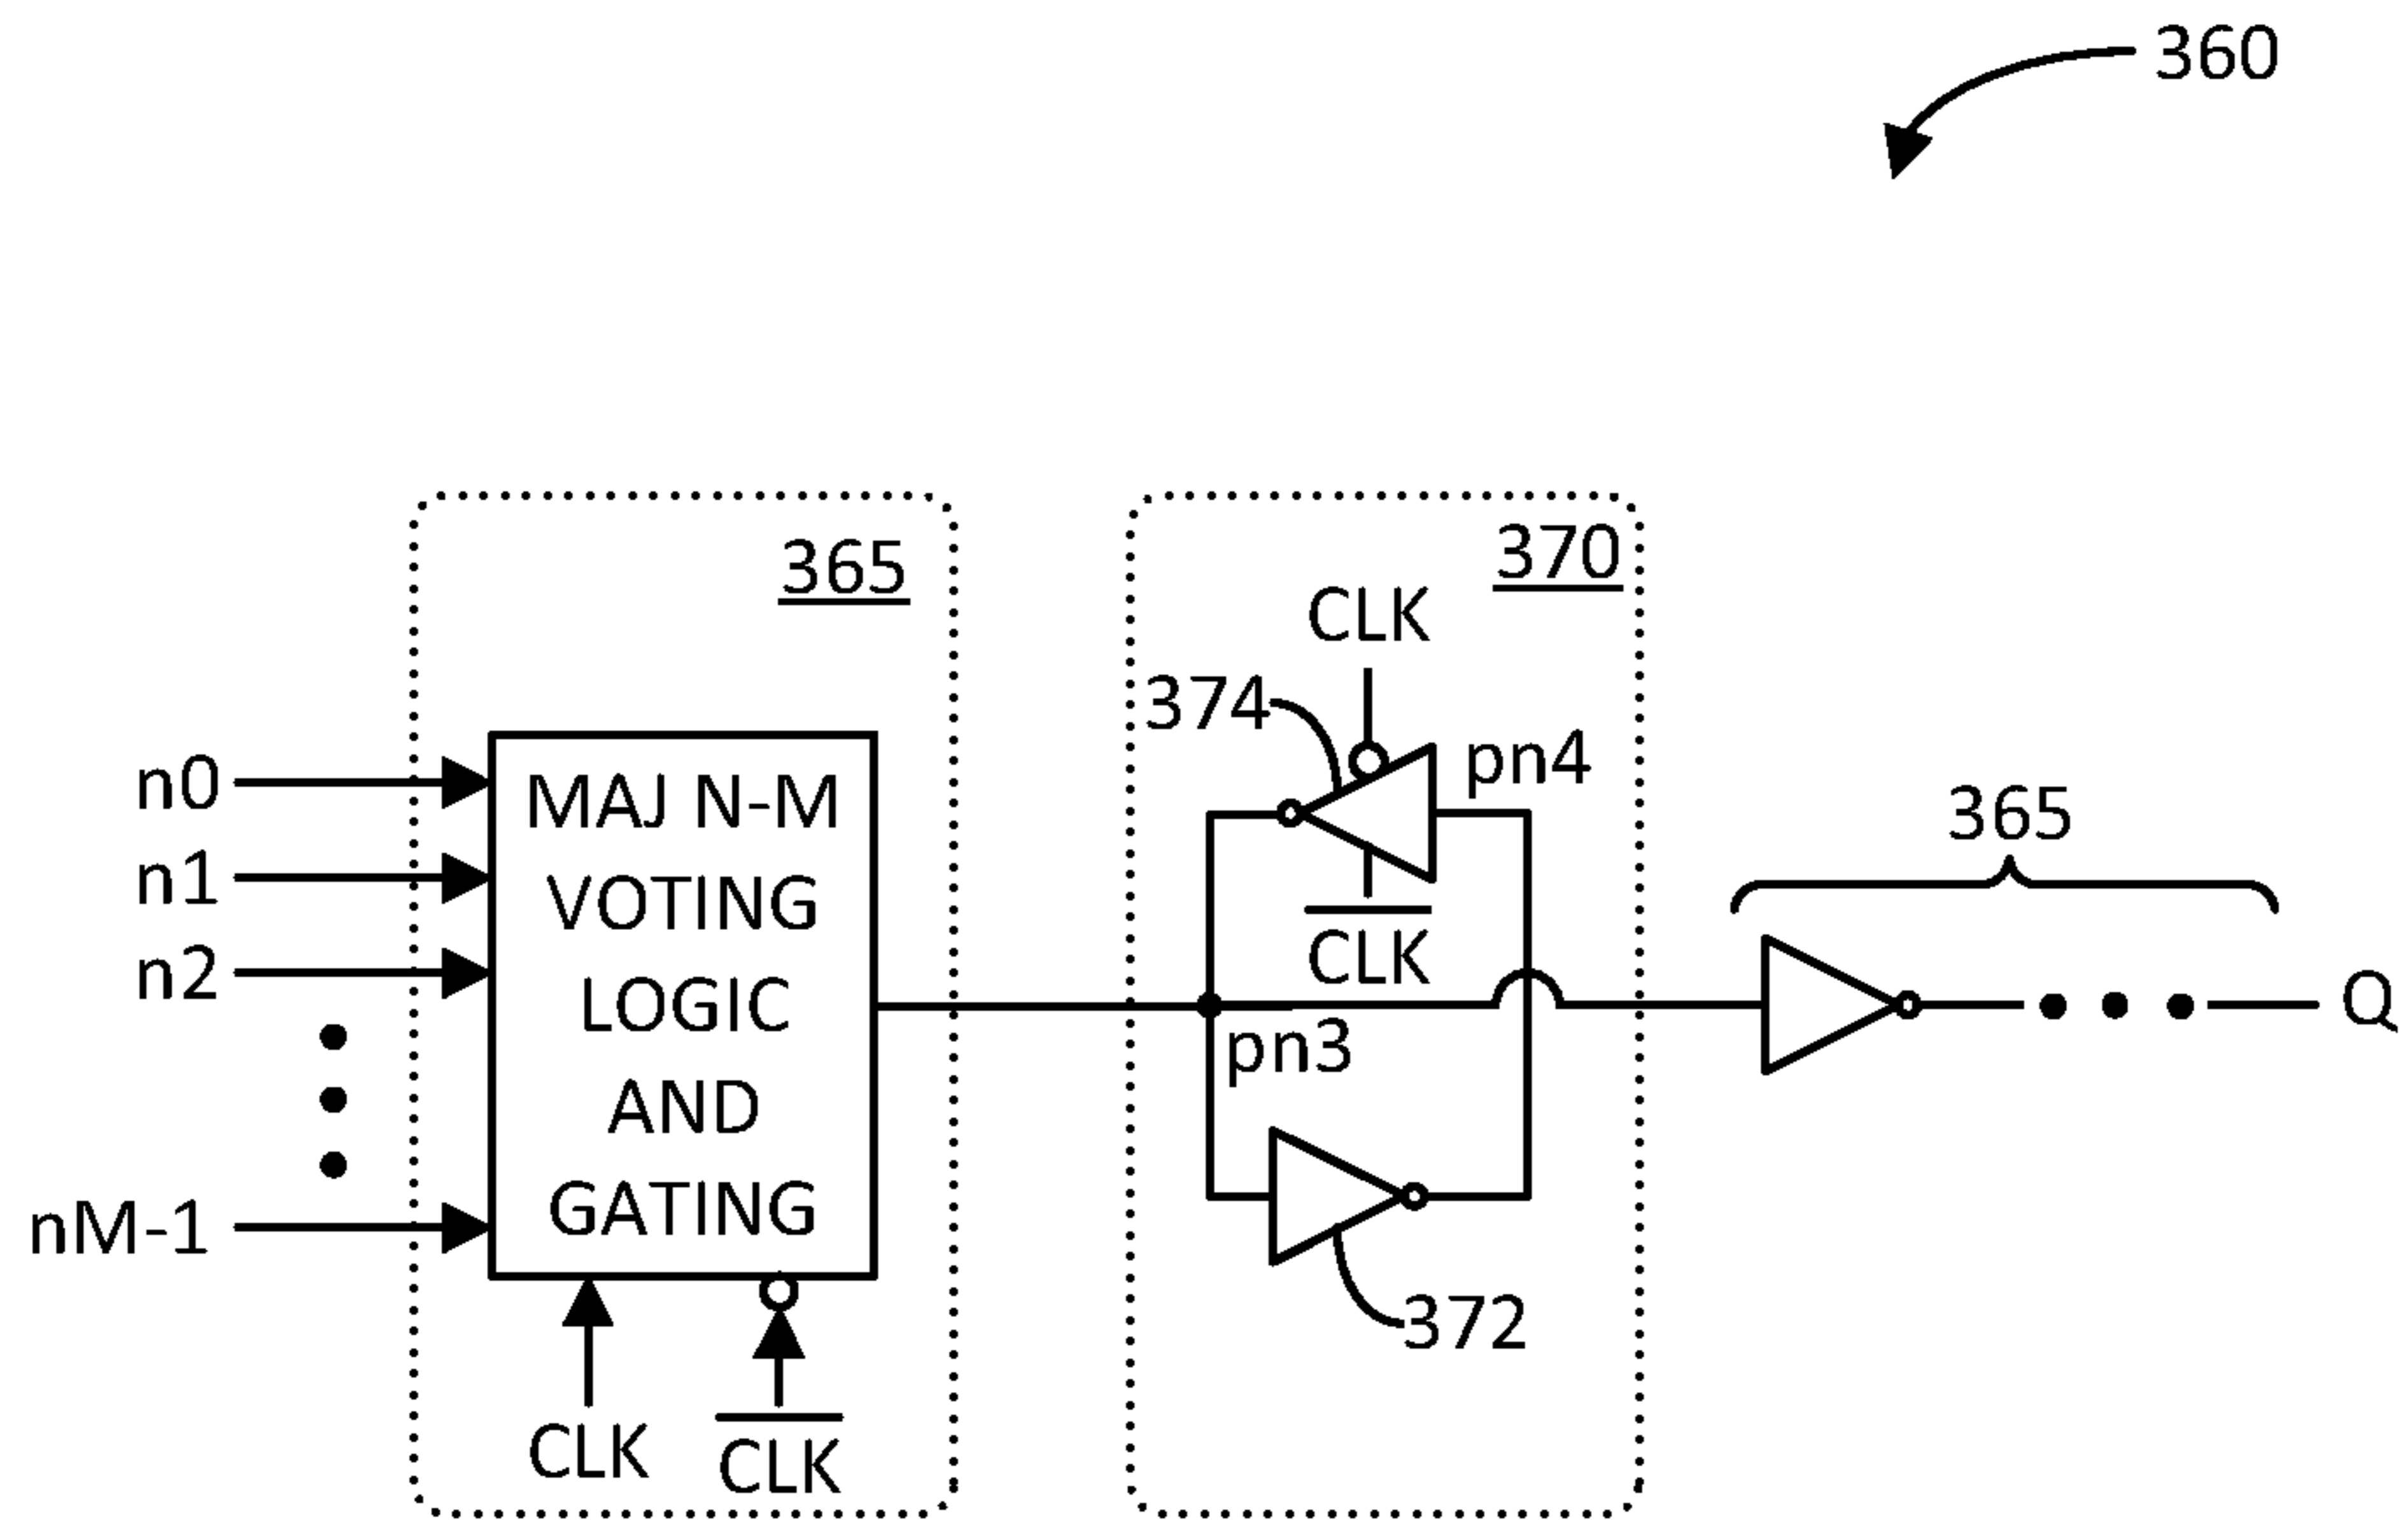 360
365
370
CLK
374
pn4
n0
n1
n2
nM-1
MAJ N-M
VOTING
LOGIC
AND
GATING
CLK
365
pn3
Q
372
CLK
CLK